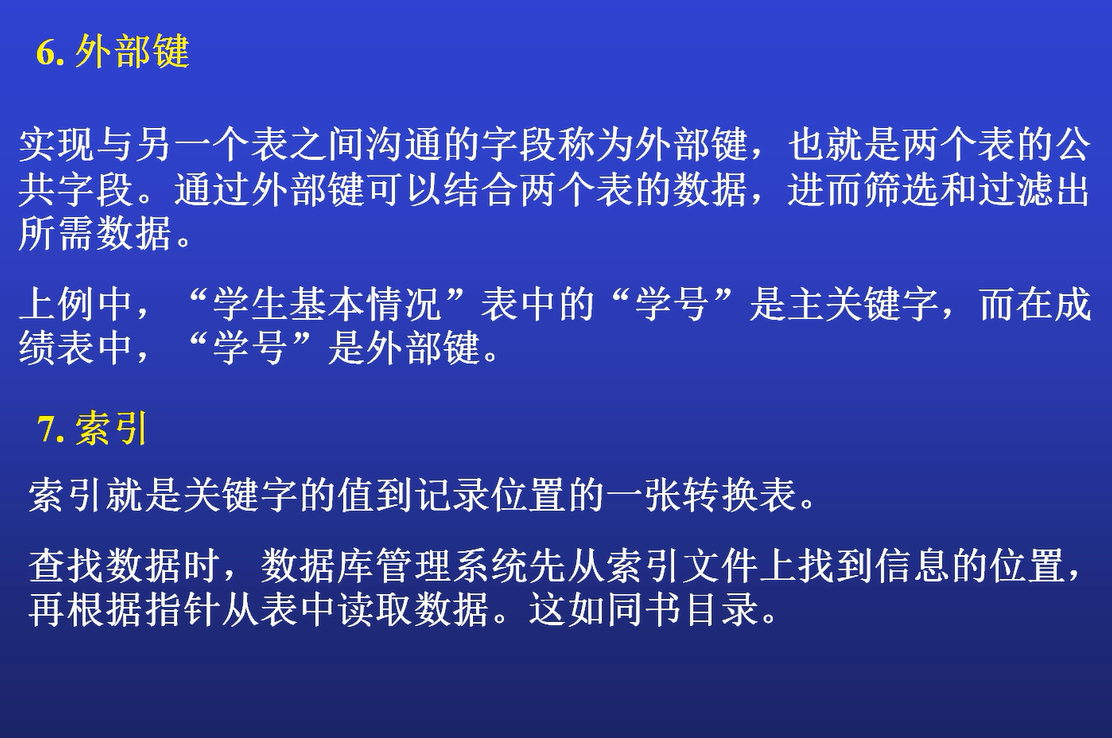 6. 外部键
实现与另一个表之间沟通的字段称为外部键，也就是两个表的公
共字段。通过外部键可以结合两个表的数据，进而筛选和过滤出
所需数据。
上例中，“学生基本情况”表中的“学号”是主关键字，而在成
绩表中，“学号”是外部键。
7. 索引
索引就是关键字的值到记录位置的一张转换表。
查找数据时，数据库管理系统先从索引文件上找到信息的位置，
再根据指针从表中读取数据。这如同书目录。